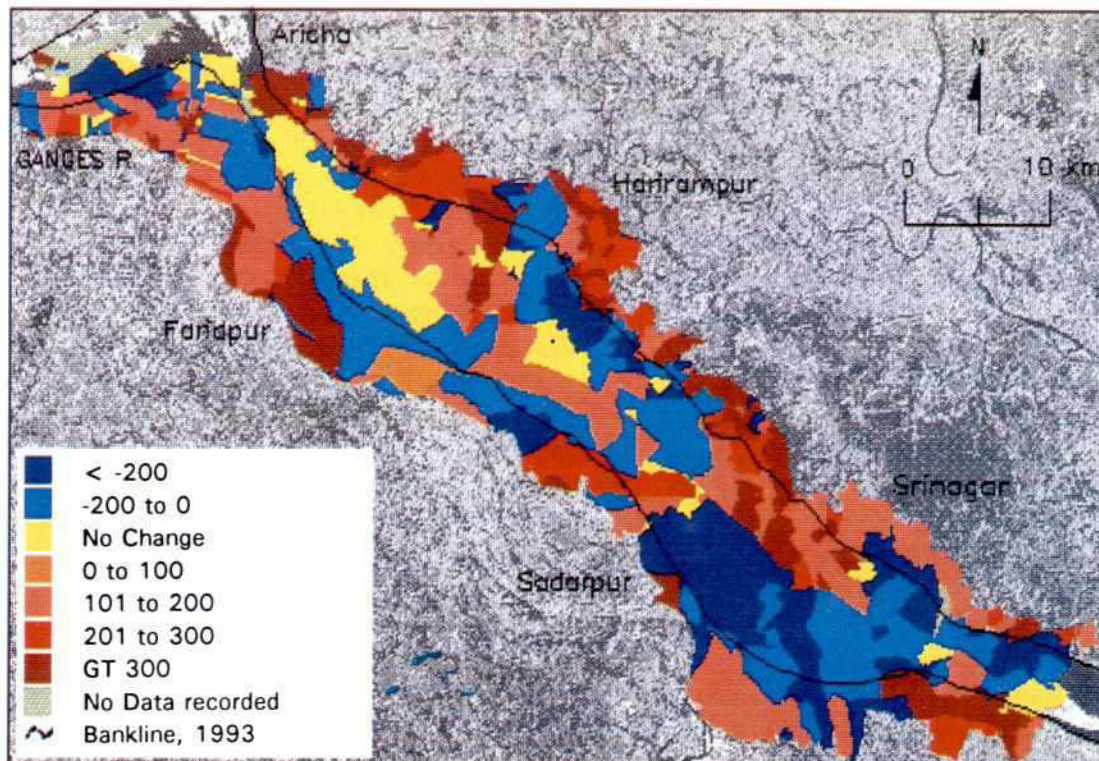 Aricha
N
GANGES R
0 10 km
Harirampur
Faridpur
Srinagar
Sadarpur
< -200
-200 to 0
No Change
0 to 100
101 to 200
201 to 300
GT 300
No Data recorded
Bankline, 1993